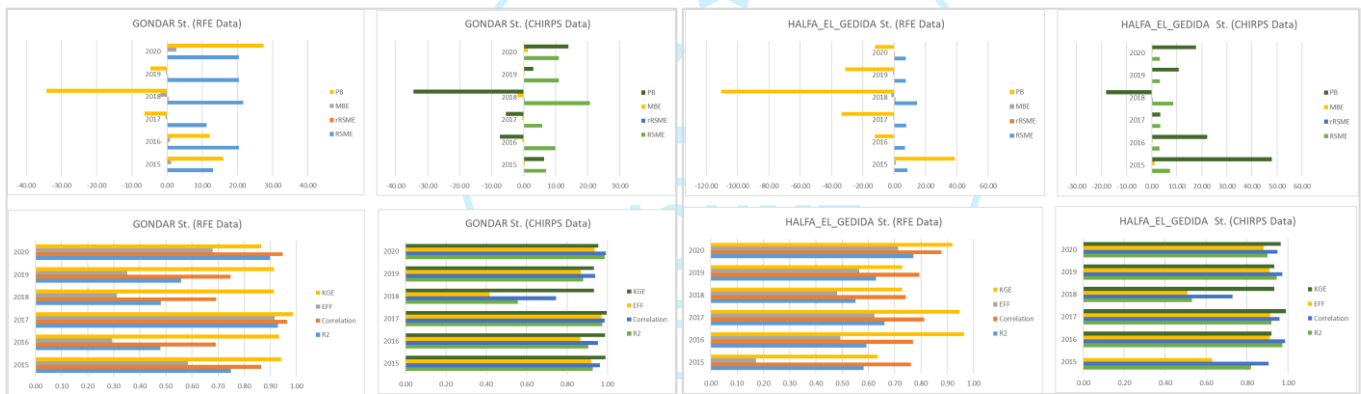 GONDAR St. (RFE Data)
2020
2019
2018
2017
2016
2015
PB
MBE
rRSME
RSME
-40.00 -30.00 -20.00 -10.00 0.00 10.00 20.00 30.00 40.00
GONDAR St. (CHIRPS Data)
2020
2019
2018
2017
2016
2015
PB
MBE
rRSME
RSME
-40.00 -30.00 -20.00 -10.00 0.00 10.00 20.00 30.00
HALFA_EL_GEDIDA St. (RFE Data)
2020
2019
2018
2017
2016
2015
PB
MBE
rRSME
RSME
-120.00 -100.00 -80.00 -60.00 -40.00 -20.00 0.00 20.00 40.00 60.00
HALFA_EL_GEDIDA St. (CHIRPS Data)
2020
2019
2018
2017
2016
2015
PB
MBE
rRSME
RSME
-30.00 -20.00 -10.00 0.00 10.00 20.00 30.00 40.00 50.00 60.00
GONDAR St. (RFE Data)
2020
2019
2018
2017
2016
2015
KGE
EFF
Correlation
R2
0.00 0.10 0.20 0.30 0.40 0.50 0.60 0.70 0.80 0.90 1.00
GONDAR St. (CHIRPS Data)
2020
2019
2018
2017
2016
2015
KGE
EFF
Correlation
R2
0.00 0.20 0.40 0.60 0.80 1.00
HALFA_EL_GEDIDA St. (RFE Data)
2020
2019
2018
2017
2016
2015
KGE
EFF
Correlation
R2
0.00 0.10 0.20 0.30 0.40 0.50 0.60 0.70 0.80 0.90 1.00
HALFA_EL_GEDIDA St. (CHIRPS Data)
2020
2019
2018
2017
2016
2015
KGE
EFF
Correlation
R2
0.00 0.20 0.40 0.60 0.80 1.00